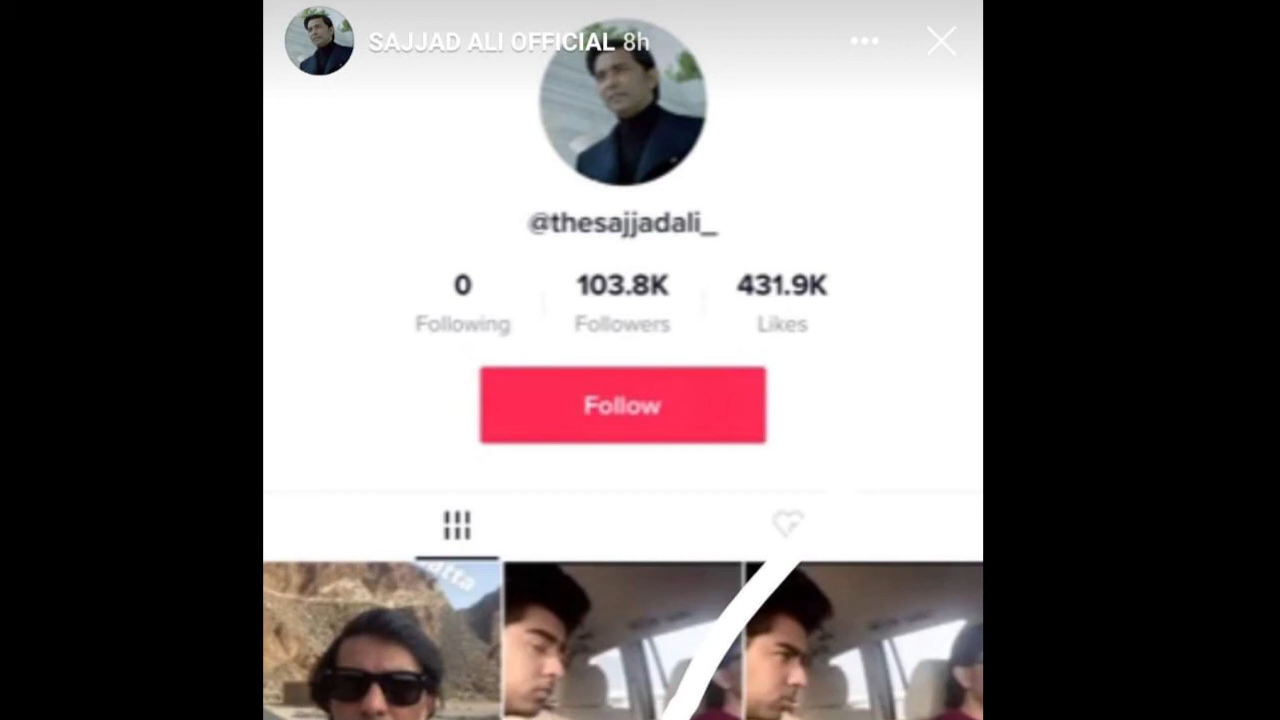 SAJJAD ALI OFFICIAL 8h
@thesajjadali_
0 103.8K 431.9K
Following Followers Likes
Follow